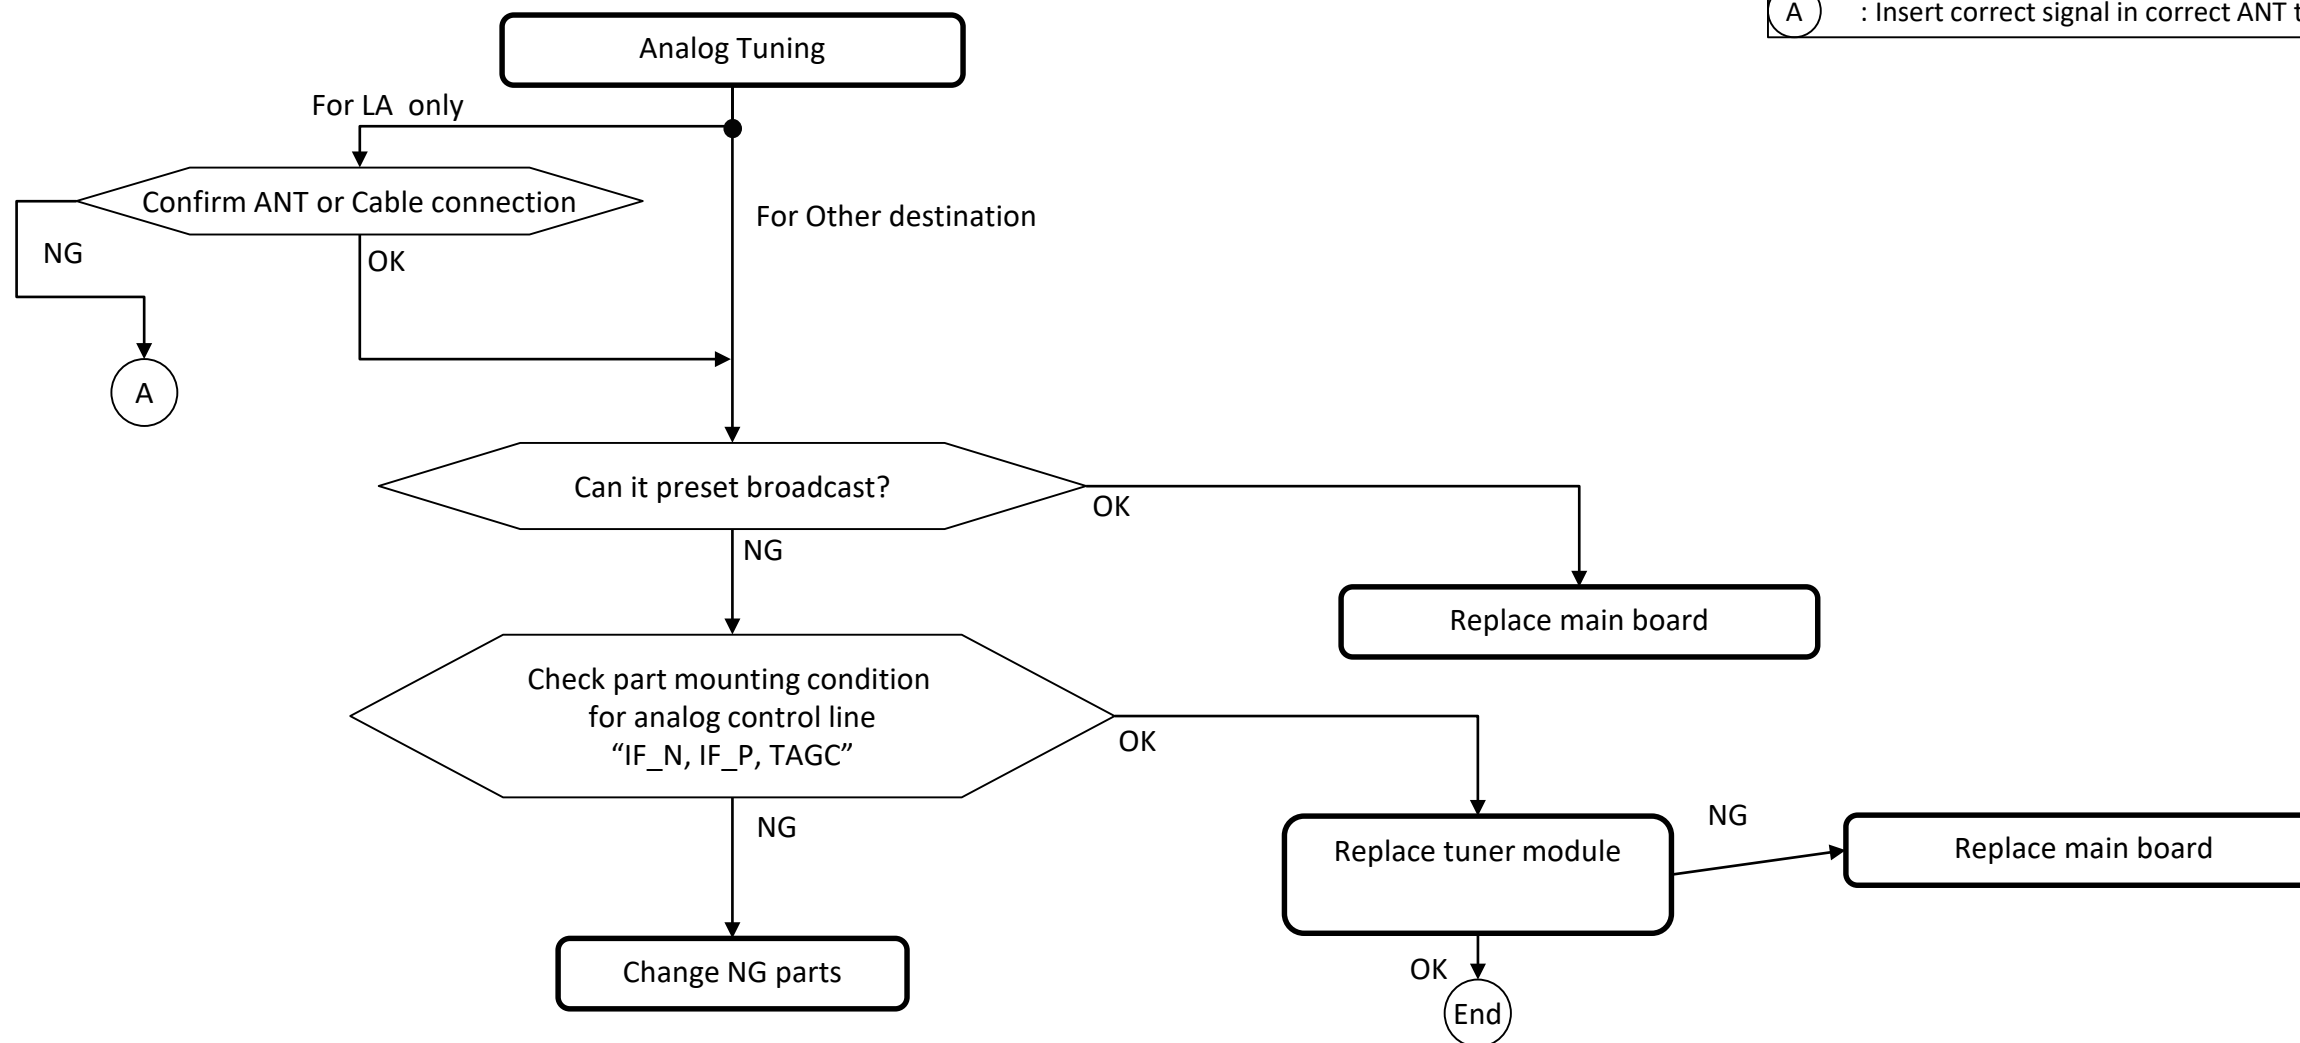 A : Insert correct signal in correct ANT
Analog Tuning
For LA only
Confirm ANT or Cable connection
For Other destination
NG
OK
A
Can it preset broadcast?
OK
NG
Replace main board
Check part mounting condition
for analog control line
“IF_N, IF_P, TAGC”
OK
NG
NG
Replace tuner module
Replace main board
Change NG parts
OK
End